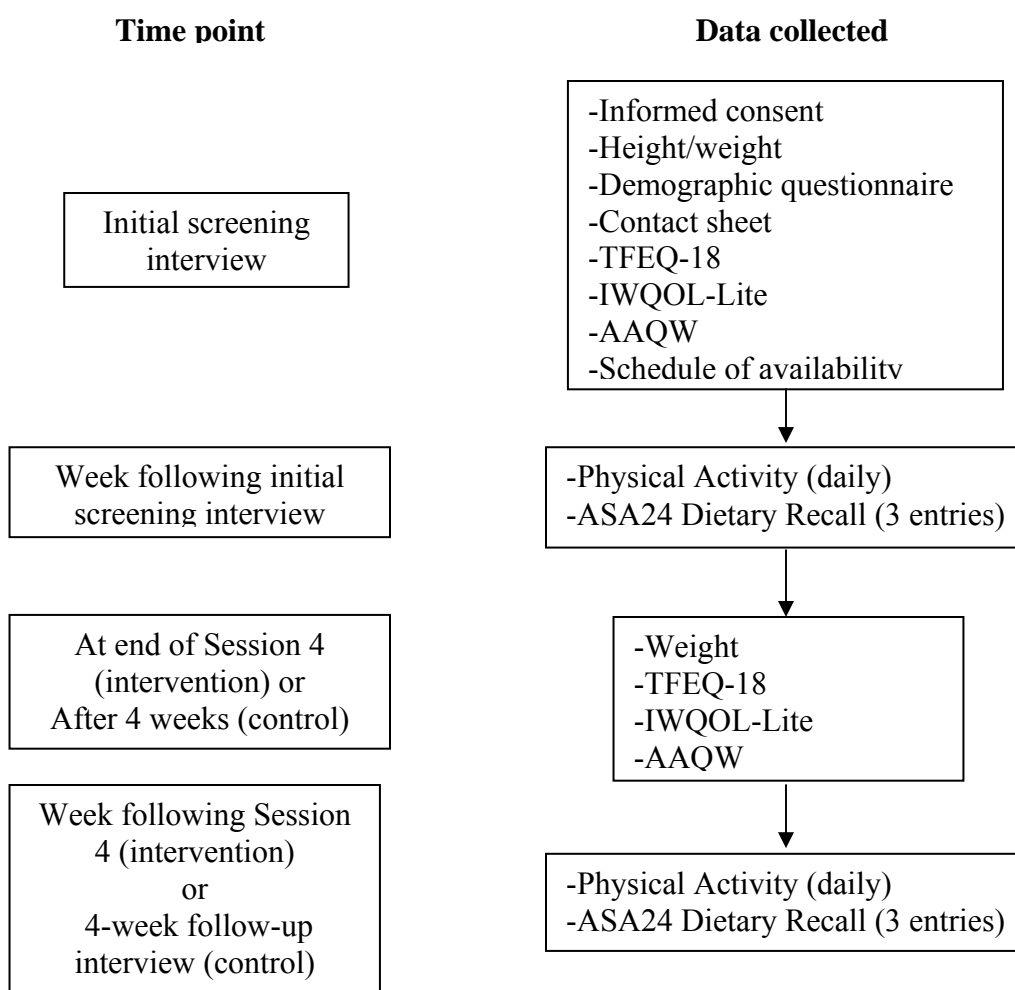 Time point
Data collected
Initial screening
interview
-Informed consent
-Height/weight
-Demographic questionnaire
-Contact sheet
-TFEQ-18
-IWQOL-Lite
-AAQW
-Schedule of availability
Week following initial
screening interview
-Physical Activity (daily)
-ASA24 Dietary Recall (3 entries)
At end of Session 4
(intervention) or
After 4 weeks (control)
-Weight
-TFEQ-18
-IWQOL-Lite
-AAQW
Week following Session
4 (intervention)
or
4-week follow-up
interview (control)
-Physical Activity (daily)
-ASA24 Dietary Recall (3 entries)